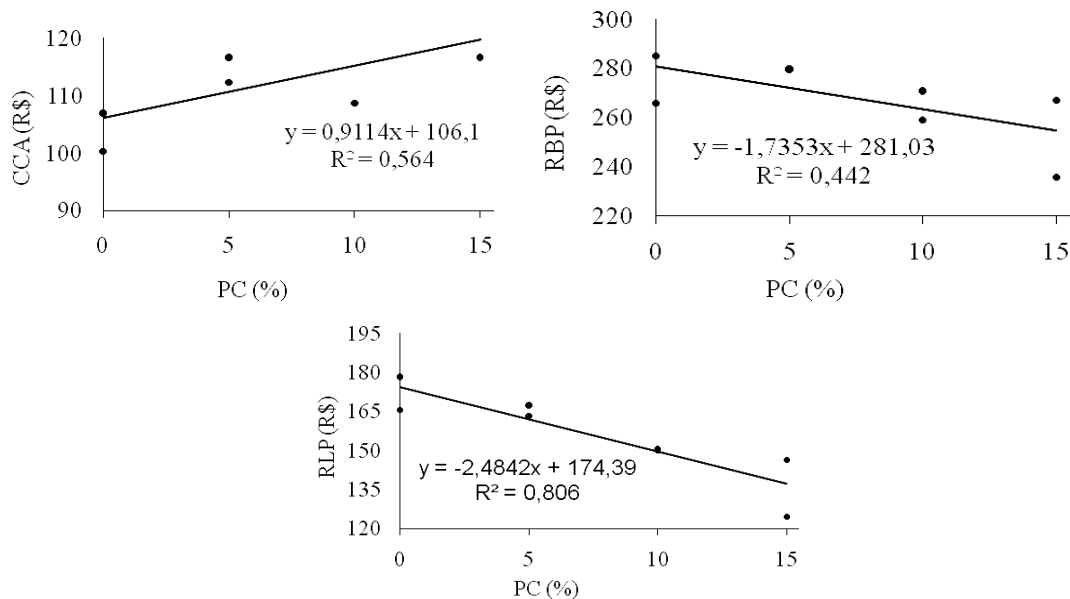 CCA (R$)
120
110
100
90
y = 0,9114x + 106,1
R² = 0,564
0 5 10 15
PC (%)
RBP (R$)
300
280
260
240
220
y = -1,7353x + 281,03
R² = 0,442
0 5 10 15
PC (%)
RLP (R$)
195
180
165
150
135
120
y = -2,4842x + 174,39
R² = 0,806
0 5 10 15
PC (%)